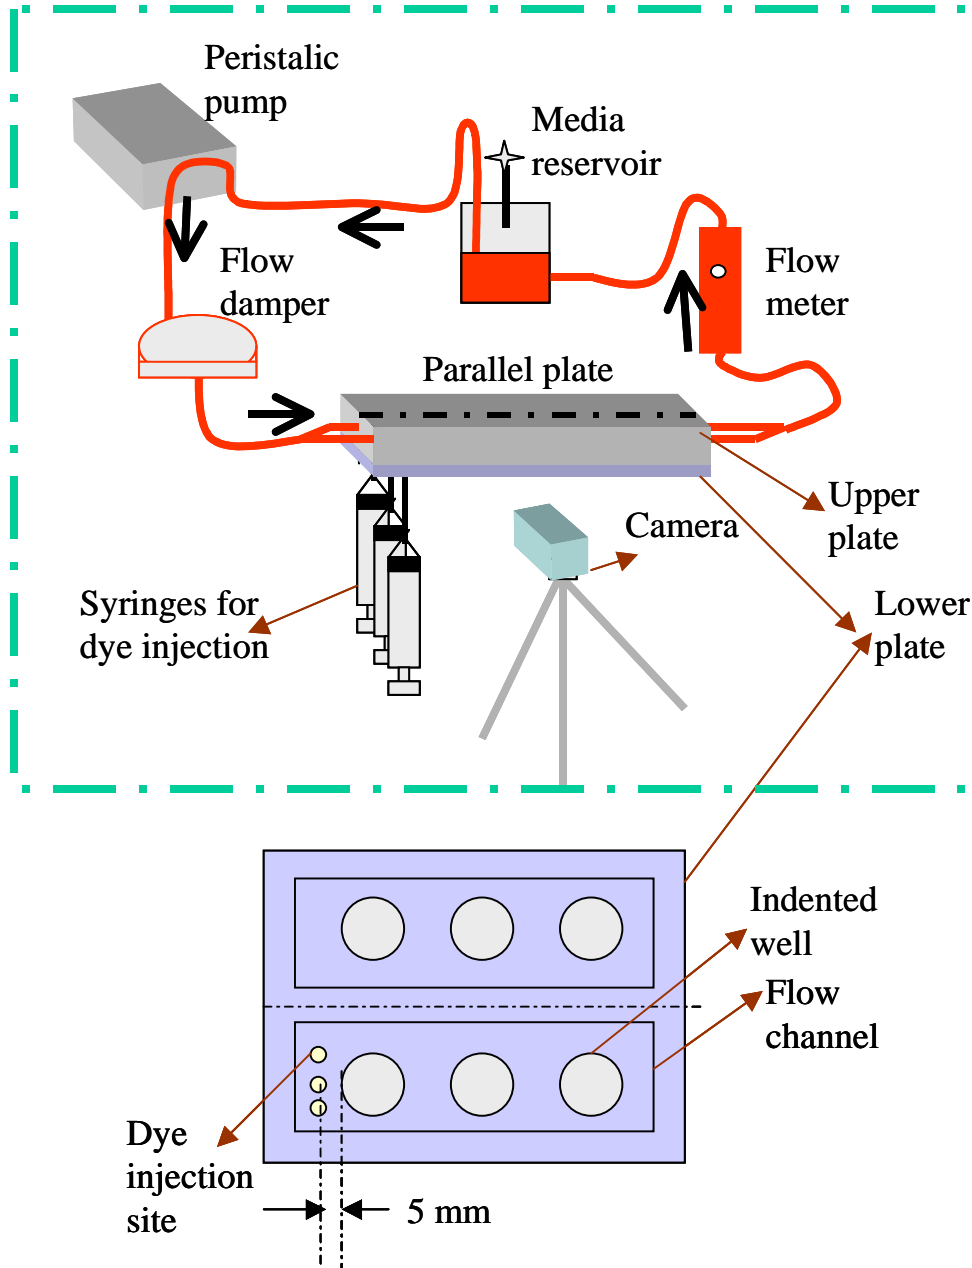 Peristalic
pump
Media
reservoir
Flow
damper
Flow
meter
Parallel plate
Upper
plate
Camera
Syringes for
dye injection
Lower
plate
Indented
well
Flow
channel
Dye
injection
site
5 mm